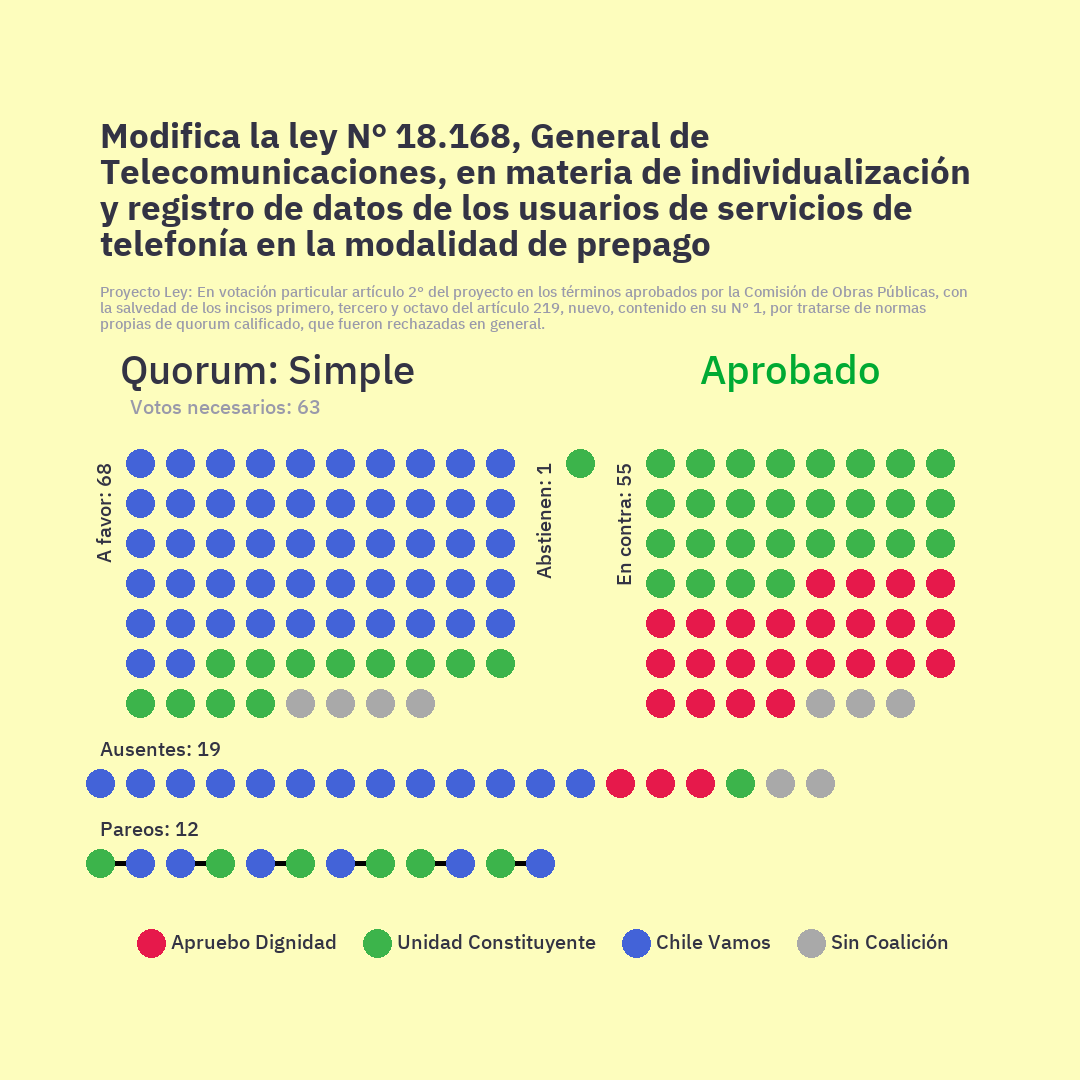 Modifica la ley N° 18.168, General de
Telecomunicaciones, en materia de individualización
y registro de datos de los usuarios de servicios de
telefonía en la modalidad de prepago
Proyecto Ley: En votación particular artículo 2° del proyecto en los términos aprobados por la Comisión de Obras Públicas, con
la salvedad de los incisos primero, tercero y octavo del artículo 219, nuevo, contenido en su N° 1, por tratarse de normas
propias de quorum calificado, que fueron rechazadas en general.
Quorum: Simple
Aprobado
Votos necesarios: 63
A favor: 68
Abstienen: 1
En contra: 55
Ausentes: 19
Pareos: 12
Apruebo Dignidad
Unidad Constituyente
Chile Vamos
Sin Coalición